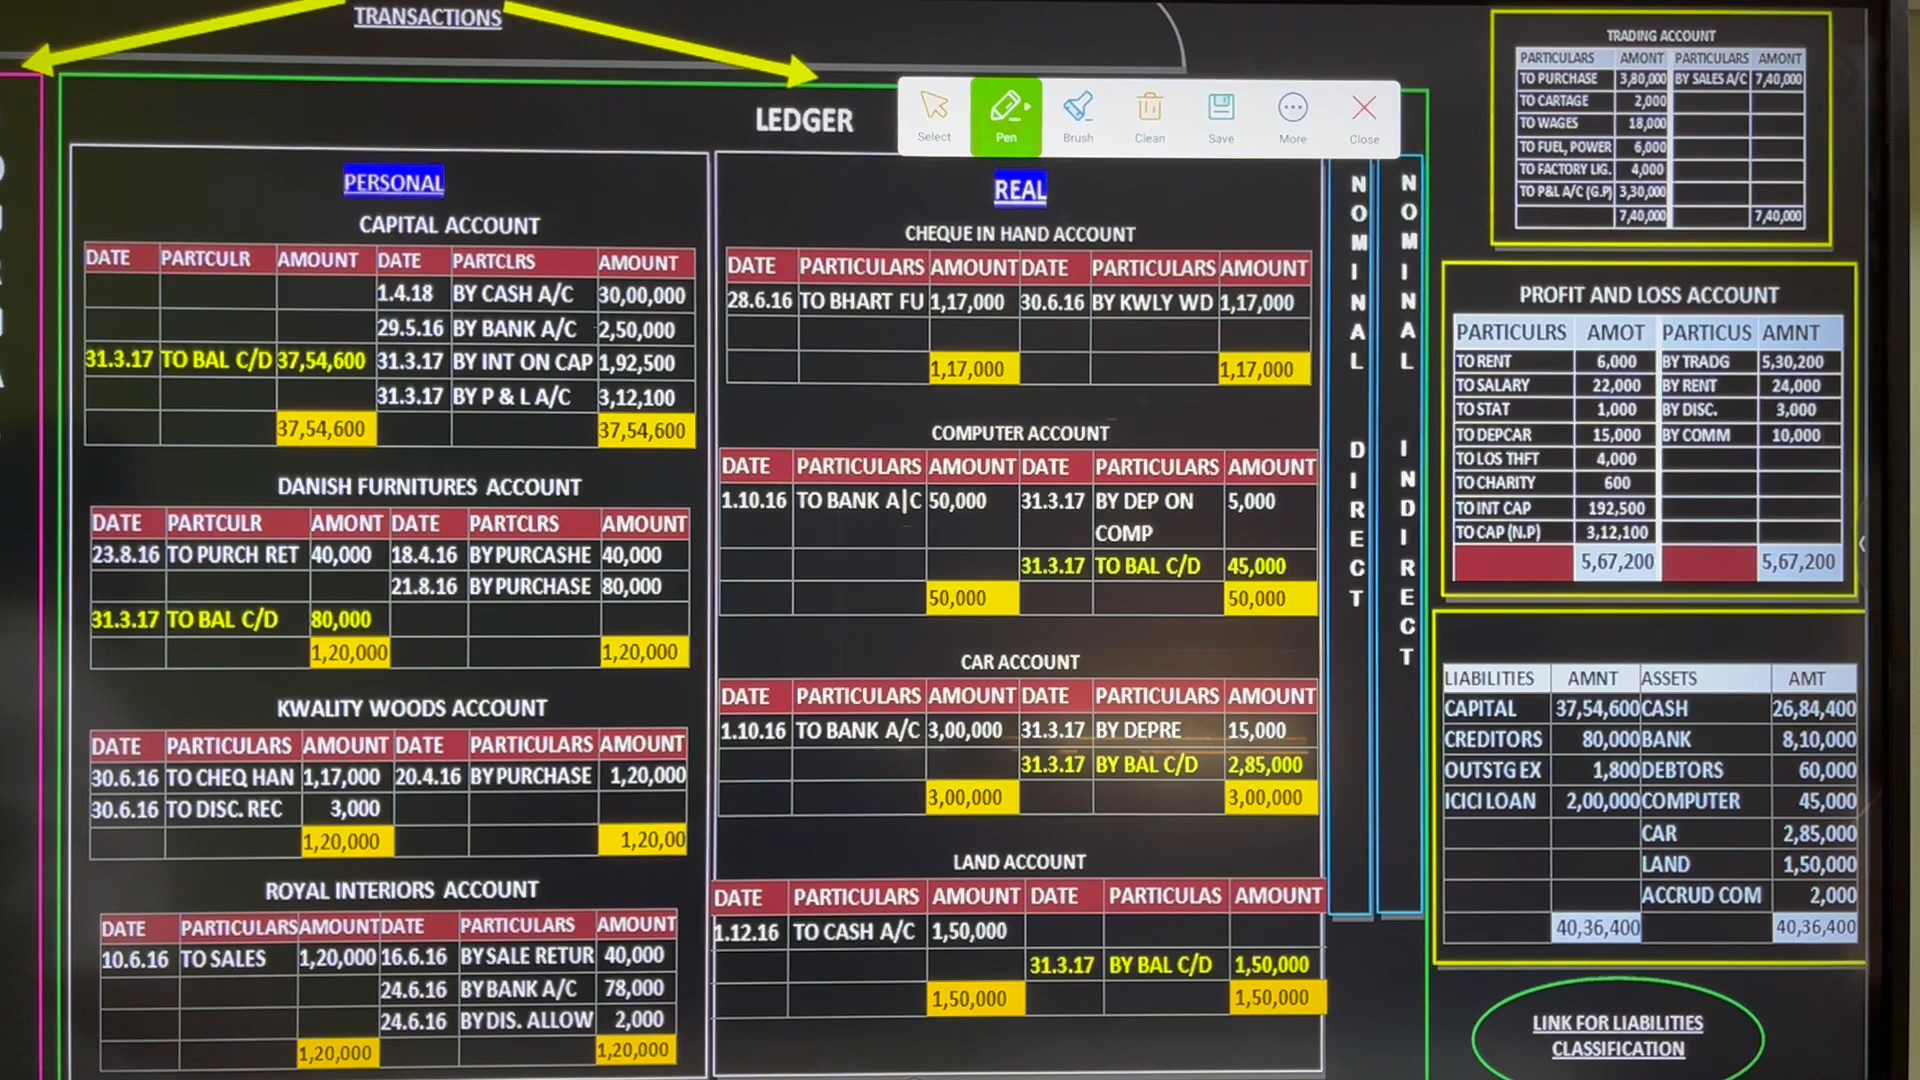 TRANSACTIONS
LEDGER
Select Pen Brush Clean Save More Close
PERSONAL
CAPITAL ACCOUNT
DATE PARTCULR AMOUNT DATE PARTCLRS AMOUNT
1.4.18 BY CASH A/C 30,00,000
29.5.16 BY BANK A/C 2,50,000
31.3.17 TO BAL C/D 37,54,600 31.3.17 BY INT ON CAP 1,92,500
31.3.17 BY P & L A/C 3,12,100
37,54,600 37,54,600
DANISH FURNITURES ACCOUNT
DATE PARTCULR AMONT DATE PARTCLRS AMOUNT
23.8.16 TO PURCH RET 40,000 18.4.16 BY PURCASHE 40,000
21.8.16 BY PURCHASE 80,000
31.3.17 TO BAL C/D 80,000
1,20,000 1,20,000
KWALITY WOODS ACCOUNT
DATE PARTICULARS AMOUNT DATE PARTICULARS AMOUNT
30.6.16 TO CHEQ HAN 1,17,000 20.4.16 BY PURCHASE 1,20,000
30.6.16 TO DISC. REC 3,000
1,20,000 1,20,00
ROYAL INTERIORS ACCOUNT
DATE PARTICULARS AMOUNT DATE PARTICULARS AMOUNT
10.6.16 TO SALES 1,20,000 16.6.16 BY SALE RETUR 40,000
24.6.16 BY BANK A/C 78,000
24.6.16 BY DIS. ALLOW 2,000
1,20,000 1,20,000
REAL
CHEQUE IN HAND ACCOUNT
DATE PARTICULARS AMOUNT DATE PARTICULARS AMOUNT
28.6.16 TO BHART FU 1,17,000 30.6.16 BY KWLY WD 1,17,000
1,17,000 1,17,000
COMPUTER ACCOUNT
DATE PARTICULARS AMOUNT DATE PARTICULARS AMOUNT
1.10.16 TO BANK A|C 50,000 31.3.17 BY DEP ON 5,000
COMP
31.3.17 TO BAL C/D 45,000
50,000 50,000
CAR ACCOUNT
DATE PARTICULARS AMOUNT DATE PARTICULARS AMOUNT
1.10.16 TO BANK A/C 3,00,000 31.3.17 BY DEPRE 15,000
31.3.17 BY BAL C/D 2,85,000
3,00,000 3,00,000
LAND ACCOUNT
DATE PARTICULARS AMOUNT DATE PARTICULAS AMOUNT
1.12.16 TO CASH A/C 1,50,000
31.3.17 BY BAL C/D 1,50,000
1,50,000 1,50,000
NOMINAL DIRECT
NOMINAL INDIRECT
TRADING ACCOUNT
PARTICULARS AMONT PARTICULARS AMONT
TO PURCHASE 3,80,000 BY SALES A/C 7,40,000
TO CARTAGE 2,000
TO WAGES 18,000
TO FUEL, POWER 6,000
TO FACTORY LIG. 4,000
TO P&L A/C (G.P) 3,30,000
7,40,000 7,40,000
PROFIT AND LOSS ACCOUNT
PARTICULRS AMOT PARTICUS AMNT
TO RENT 6,000 BY TRADG 5,30,200
TO SALARY 22,000 BY RENT 24,000
TO STAT 1,000 BY DISC. 3,000
TO DEPCAR 15,000 BY COMM 10,000
TO LOS THFT 4,000
TO CHARITY 600
TO INT CAP 192,500
TO CAP (N.P) 3,12,100
5,67,200 5,67,200
LIABILITIES AMNT ASSETS AMT
CAPITAL 37,54,600 CASH 26,84,400
CREDITORS 80,000 BANK 8,10,000
OUTSTG EX 1,800 DEBTORS 60,000
ICICI LOAN 2,00,000 COMPUTER 45,000
CAR 2,85,000
LAND 1,50,000
ACCRUD COM 2,000
40,36,400 40,36,400
LINK FOR LIABILITIES
CLASSIFICATION